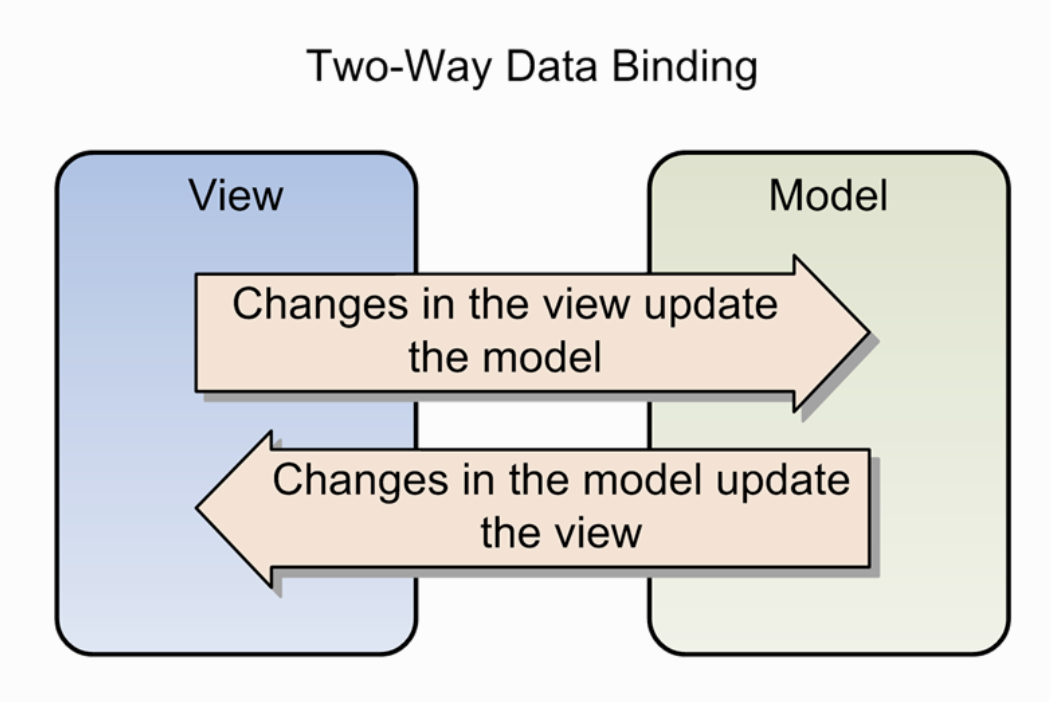 Two-Way Data Binding
View
Model
Changes in the view update
the model
Changes in the model update
the view